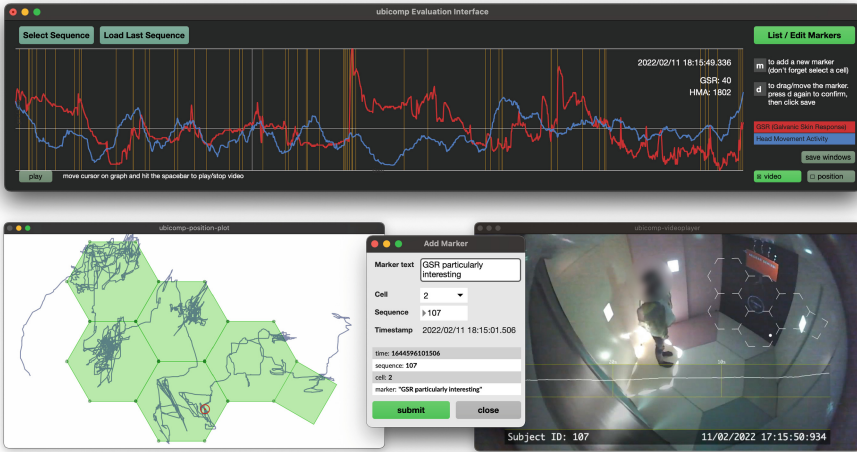 ubicomp Evaluation Interface
Select Sequence
Load Last Sequence
List / Edit Markers
2022/02/11 18:15:49.336
GSR: 40
HMA: 1802
m to add a new marker
(don't forget select a cell)
d to drag/move the marker.
press d again to confirm,
then click save
GSR (Galvanic Skin Response)
Head Movement Activity
save windows
play
move cursor on graph and hit the spacebar to play/stop video
video
position
ubicomp-position-plot
Add Marker
Marker text
GSR particularly
interesting
Cell 2
Sequence 107
Timestamp 2022/02/11 18:15:01.506
time: 1644596101506
sequence: 107
cell: 2
marker: "GSR particularly interesting"
submit
close
ubicomp-videoplayer
Subject ID: 107
11/02/2022 17:15:50:934